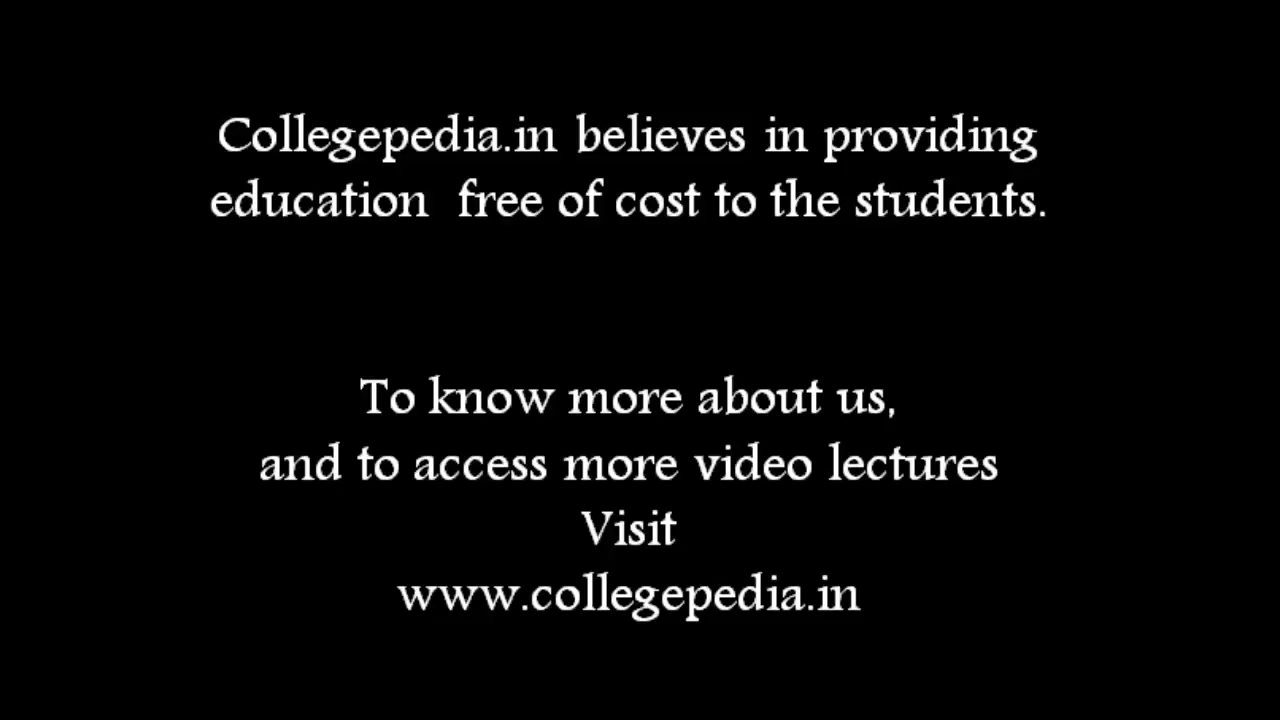 Collegepedia.in believes in providing
education free of cost to the students.
To know more about us,
and to access more video lectures
Visit
www.collegepedia.in